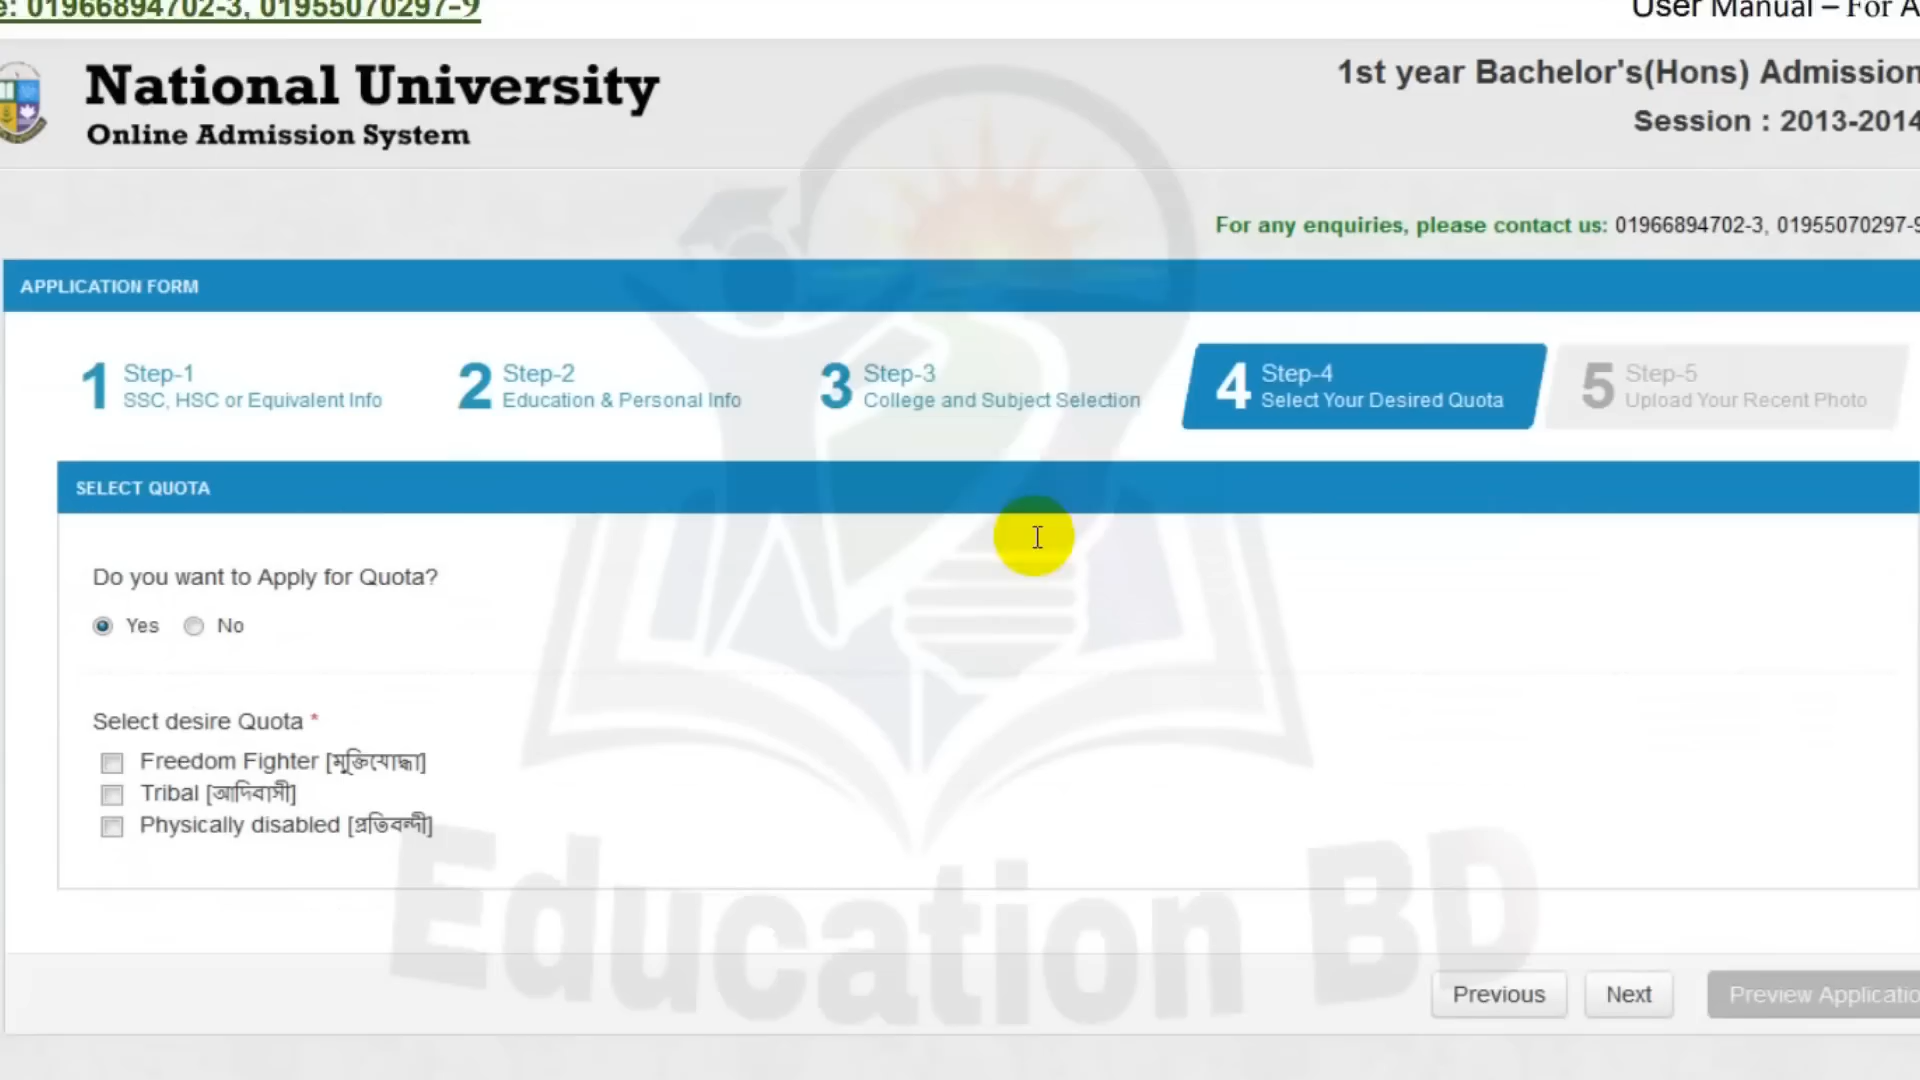 : 01966894702-3, 01955070297-9
User Manual – For A
National University
Online Admission System
1st year Bachelor's(Hons) Admission
Session : 2013-2014
For any enquiries, please contact us: 01966894702-3, 01955070297-9
APPLICATION FORM
1 Step-1
SSC, HSC or Equivalent Info
2 Step-2
Education & Personal Info
3 Step-3
College and Subject Selection
4 Step-4
Select Your Desired Quota
5 Step-5
Upload Your Recent Photo
SELECT QUOTA
Do you want to Apply for Quota?
Yes No
Select desire Quota *
Freedom Fighter [মুক্তিযোদ্ধা]
Tribal [আদিবাসী]
Physically disabled [প্রতিবন্দী]
Education BD
Previous Next Preview Applicatio